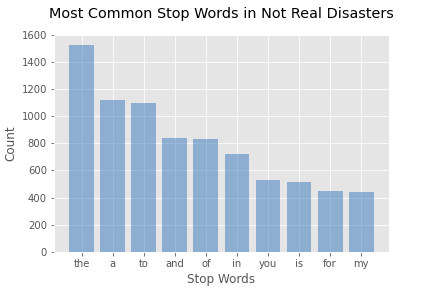 Most Common Stop Words in Not Real Disasters
1600
1400
1200
1000
800
600
400
200
0
Count
the a to and of in you is for my
Stop Words